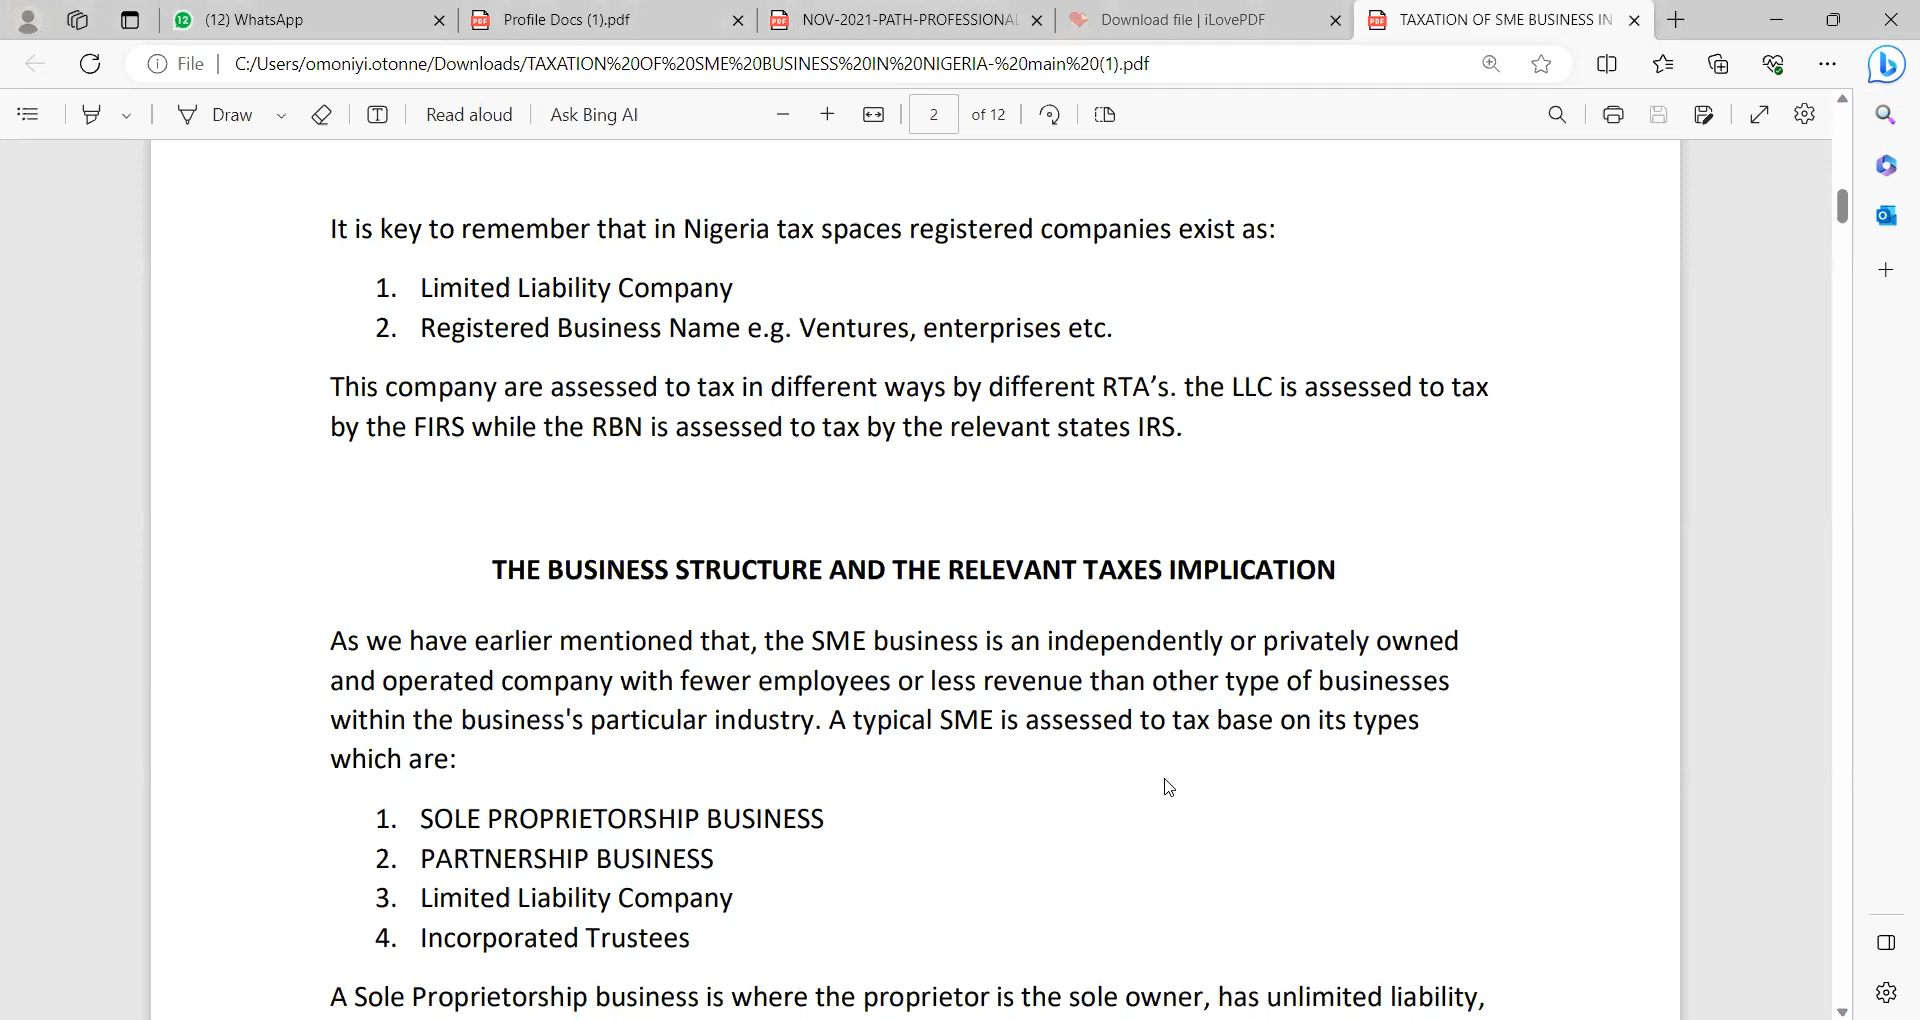 (12) WhatsApp
Profile Docs (1).pdf
NOV-2021-PATH-PROFESSIONAL
Download file | iLovePDF
TAXATION OF SME BUSINESS IN
File
C:/Users/omoniyi.otonne/Downloads/TAXATION%20OF%20SME%20BUSINESS%20IN%20NIGERIA-%20main%20(1).pdf
Draw
Read aloud
Ask Bing AI
2
of 12
It is key to remember that in Nigeria tax spaces registered companies exist as:
1. Limited Liability Company
2. Registered Business Name e.g. Ventures, enterprises etc.
This company are assessed to tax in different ways by different RTA’s. the LLC is assessed to tax
by the FIRS while the RBN is assessed to tax by the relevant states IRS.
THE BUSINESS STRUCTURE AND THE RELEVANT TAXES IMPLICATION
As we have earlier mentioned that, the SME business is an independently or privately owned
and operated company with fewer employees or less revenue than other type of businesses
within the business's particular industry. A typical SME is assessed to tax base on its types
which are:
1. SOLE PROPRIETORSHIP BUSINESS
2. PARTNERSHIP BUSINESS
3. Limited Liability Company
4. Incorporated Trustees
A Sole Proprietorship business is where the proprietor is the sole owner, has unlimited liability,